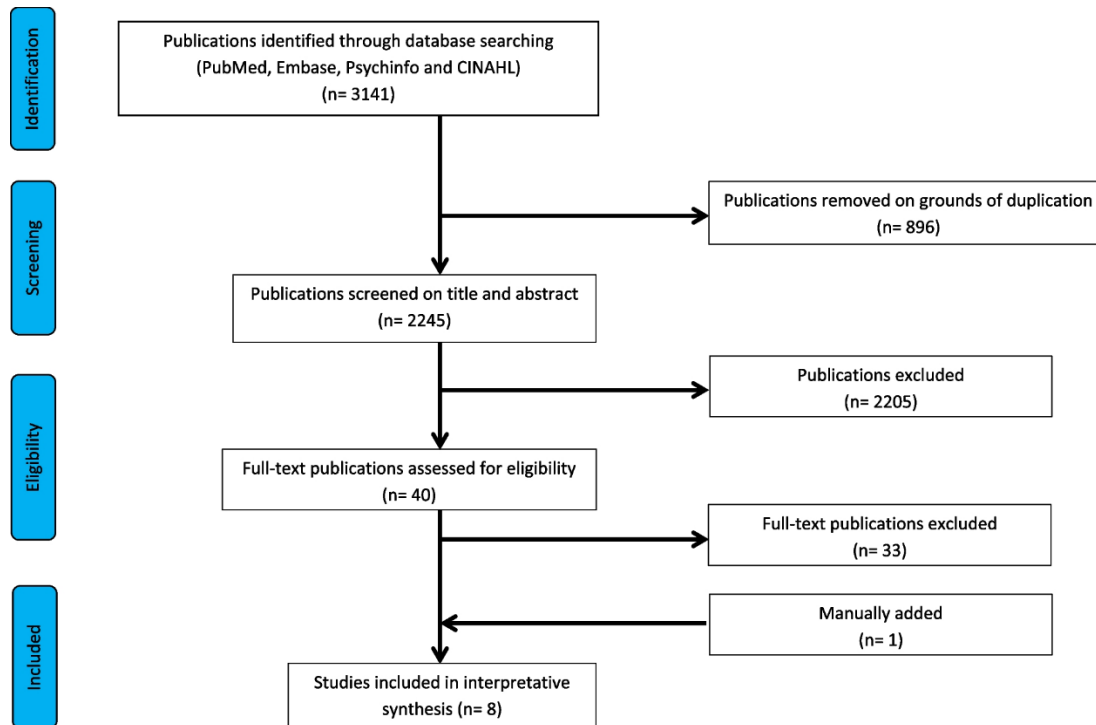 Identification
Publications identified through database searching
(PubMed, Embase, Psychinfo and CINAHL)
(n= 3141)
Screening
Publications removed on grounds of duplication
(n= 896)
Publications screened on title and abstract
(n= 2245)
Eligibility
Publications excluded
(n= 2205)
Full-text publications assessed for eligibility
(n= 40)
Full-text publications excluded
(n= 33)
Included
Manually added
(n= 1)
Studies included in interpretative
synthesis (n= 8)